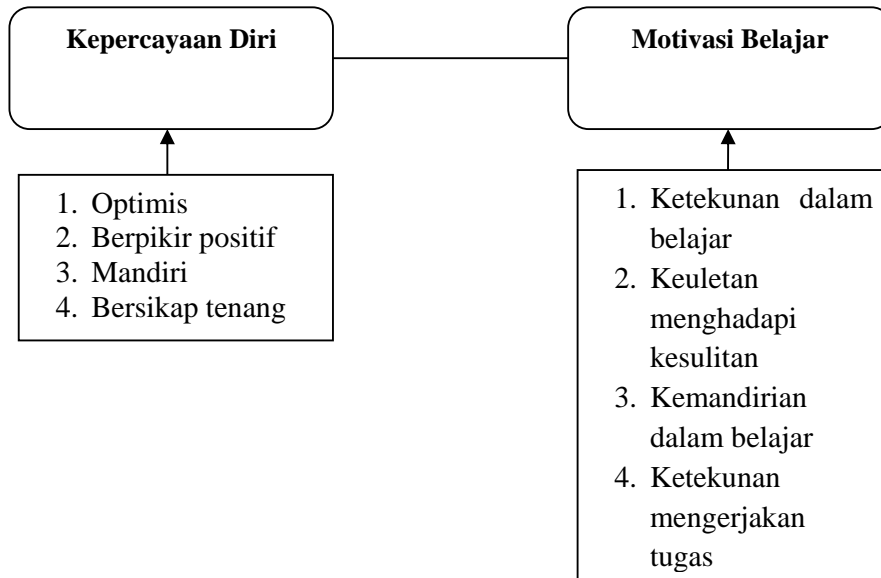 Kepercayaan Diri
Motivasi Belajar
1. Optimis
2. Berpikir positif
3. Mandiri
4. Bersikap tenang
1. Ketekunan dalam
belajar
2. Keuletan
menghadapi
kesulitan
3. Kemandirian
dalam belajar
4. Ketekunan
mengerjakan
tugas